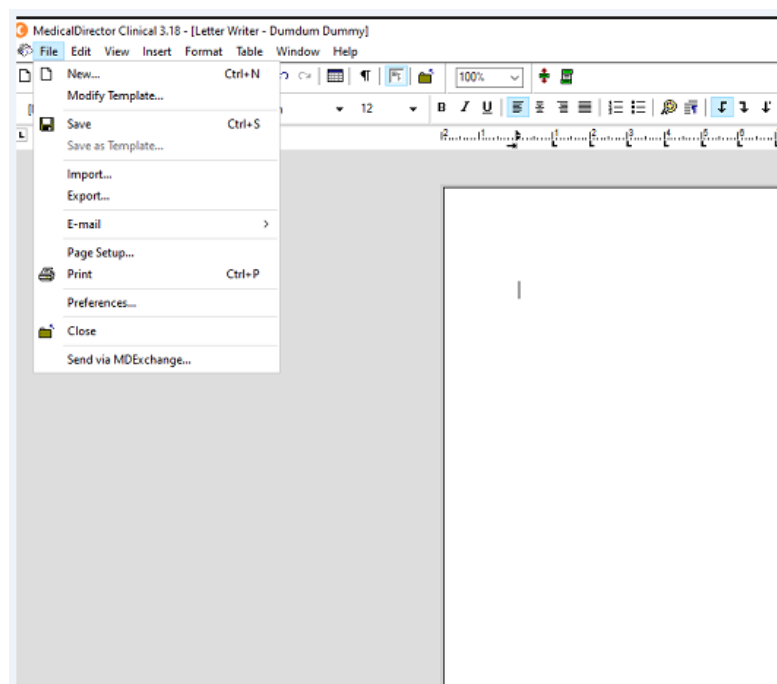 MedicalDirector Clinical 3.18 - [Letter Writer - Dumdum Dummy]
File Edit View Insert Format Table Window Help
New... Ctrl+N
100%
Modify Template...
12 B I U
Save Ctrl+S
Save as Template...
Import...
Export...
E-mail
Page Setup...
Print Ctrl+P
Preferences...
Close
Send via MDExchange...